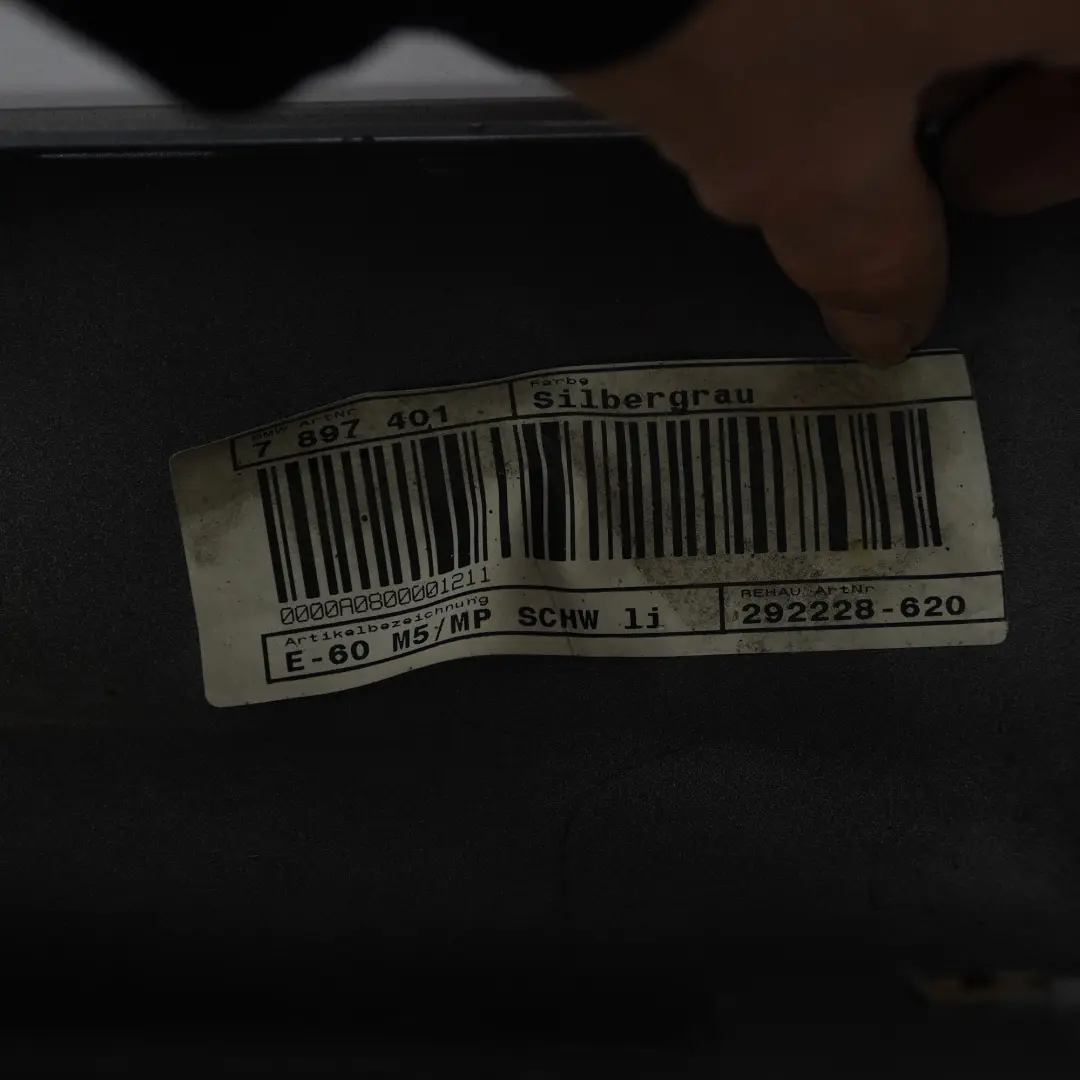 BMW ArtNr
7 897 401
Farbe
Silbergrau
0000A0800001211
Artikelbezeichnung
E-60 M5/MP SCHW li
REHAU ArtNr
292228-620